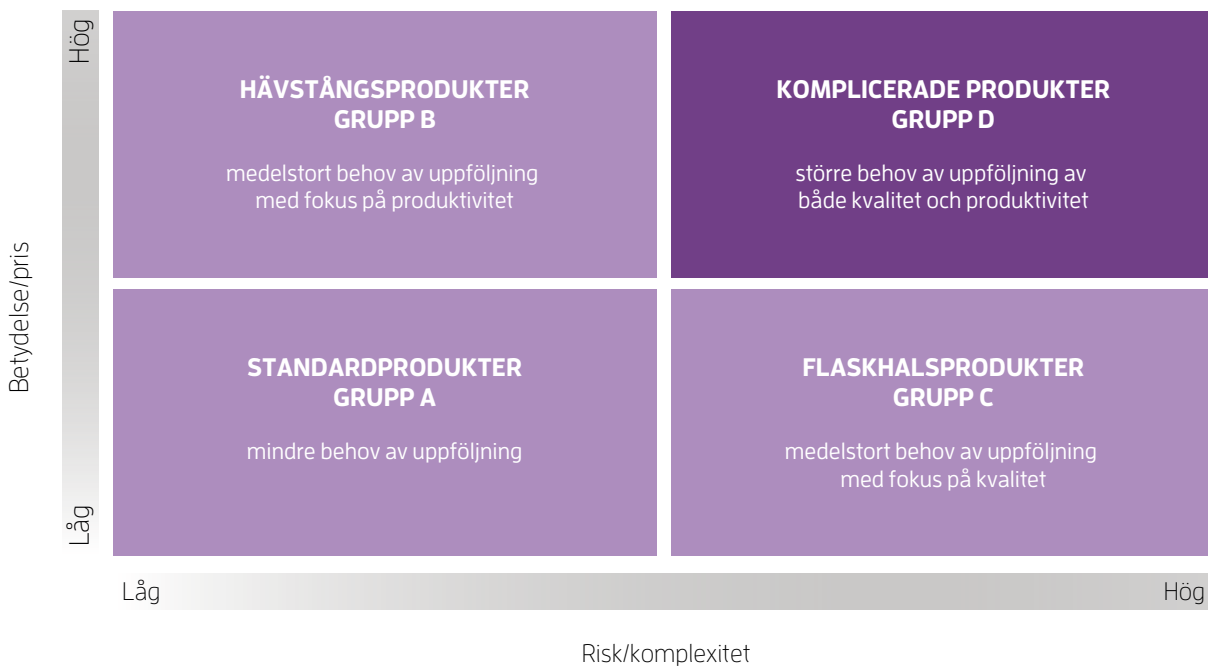 Betydelse/pris
Hög
Låg
HÄVSTÅNGSPRODUKTER
GRUPP B
medelstort behov av uppföljning
med fokus på produktivitet
KOMPLICERADE PRODUKTER
GRUPP D
större behov av uppföljning av
både kvalitet och produktivitet
STANDARDPRODUKTER
GRUPP A
mindre behov av uppföljning
FLASKHALSPRODUKTER
GRUPP C
medelstort behov av uppföljning
med fokus på kvalitet
Låg
Hög
Risk/komplexitet